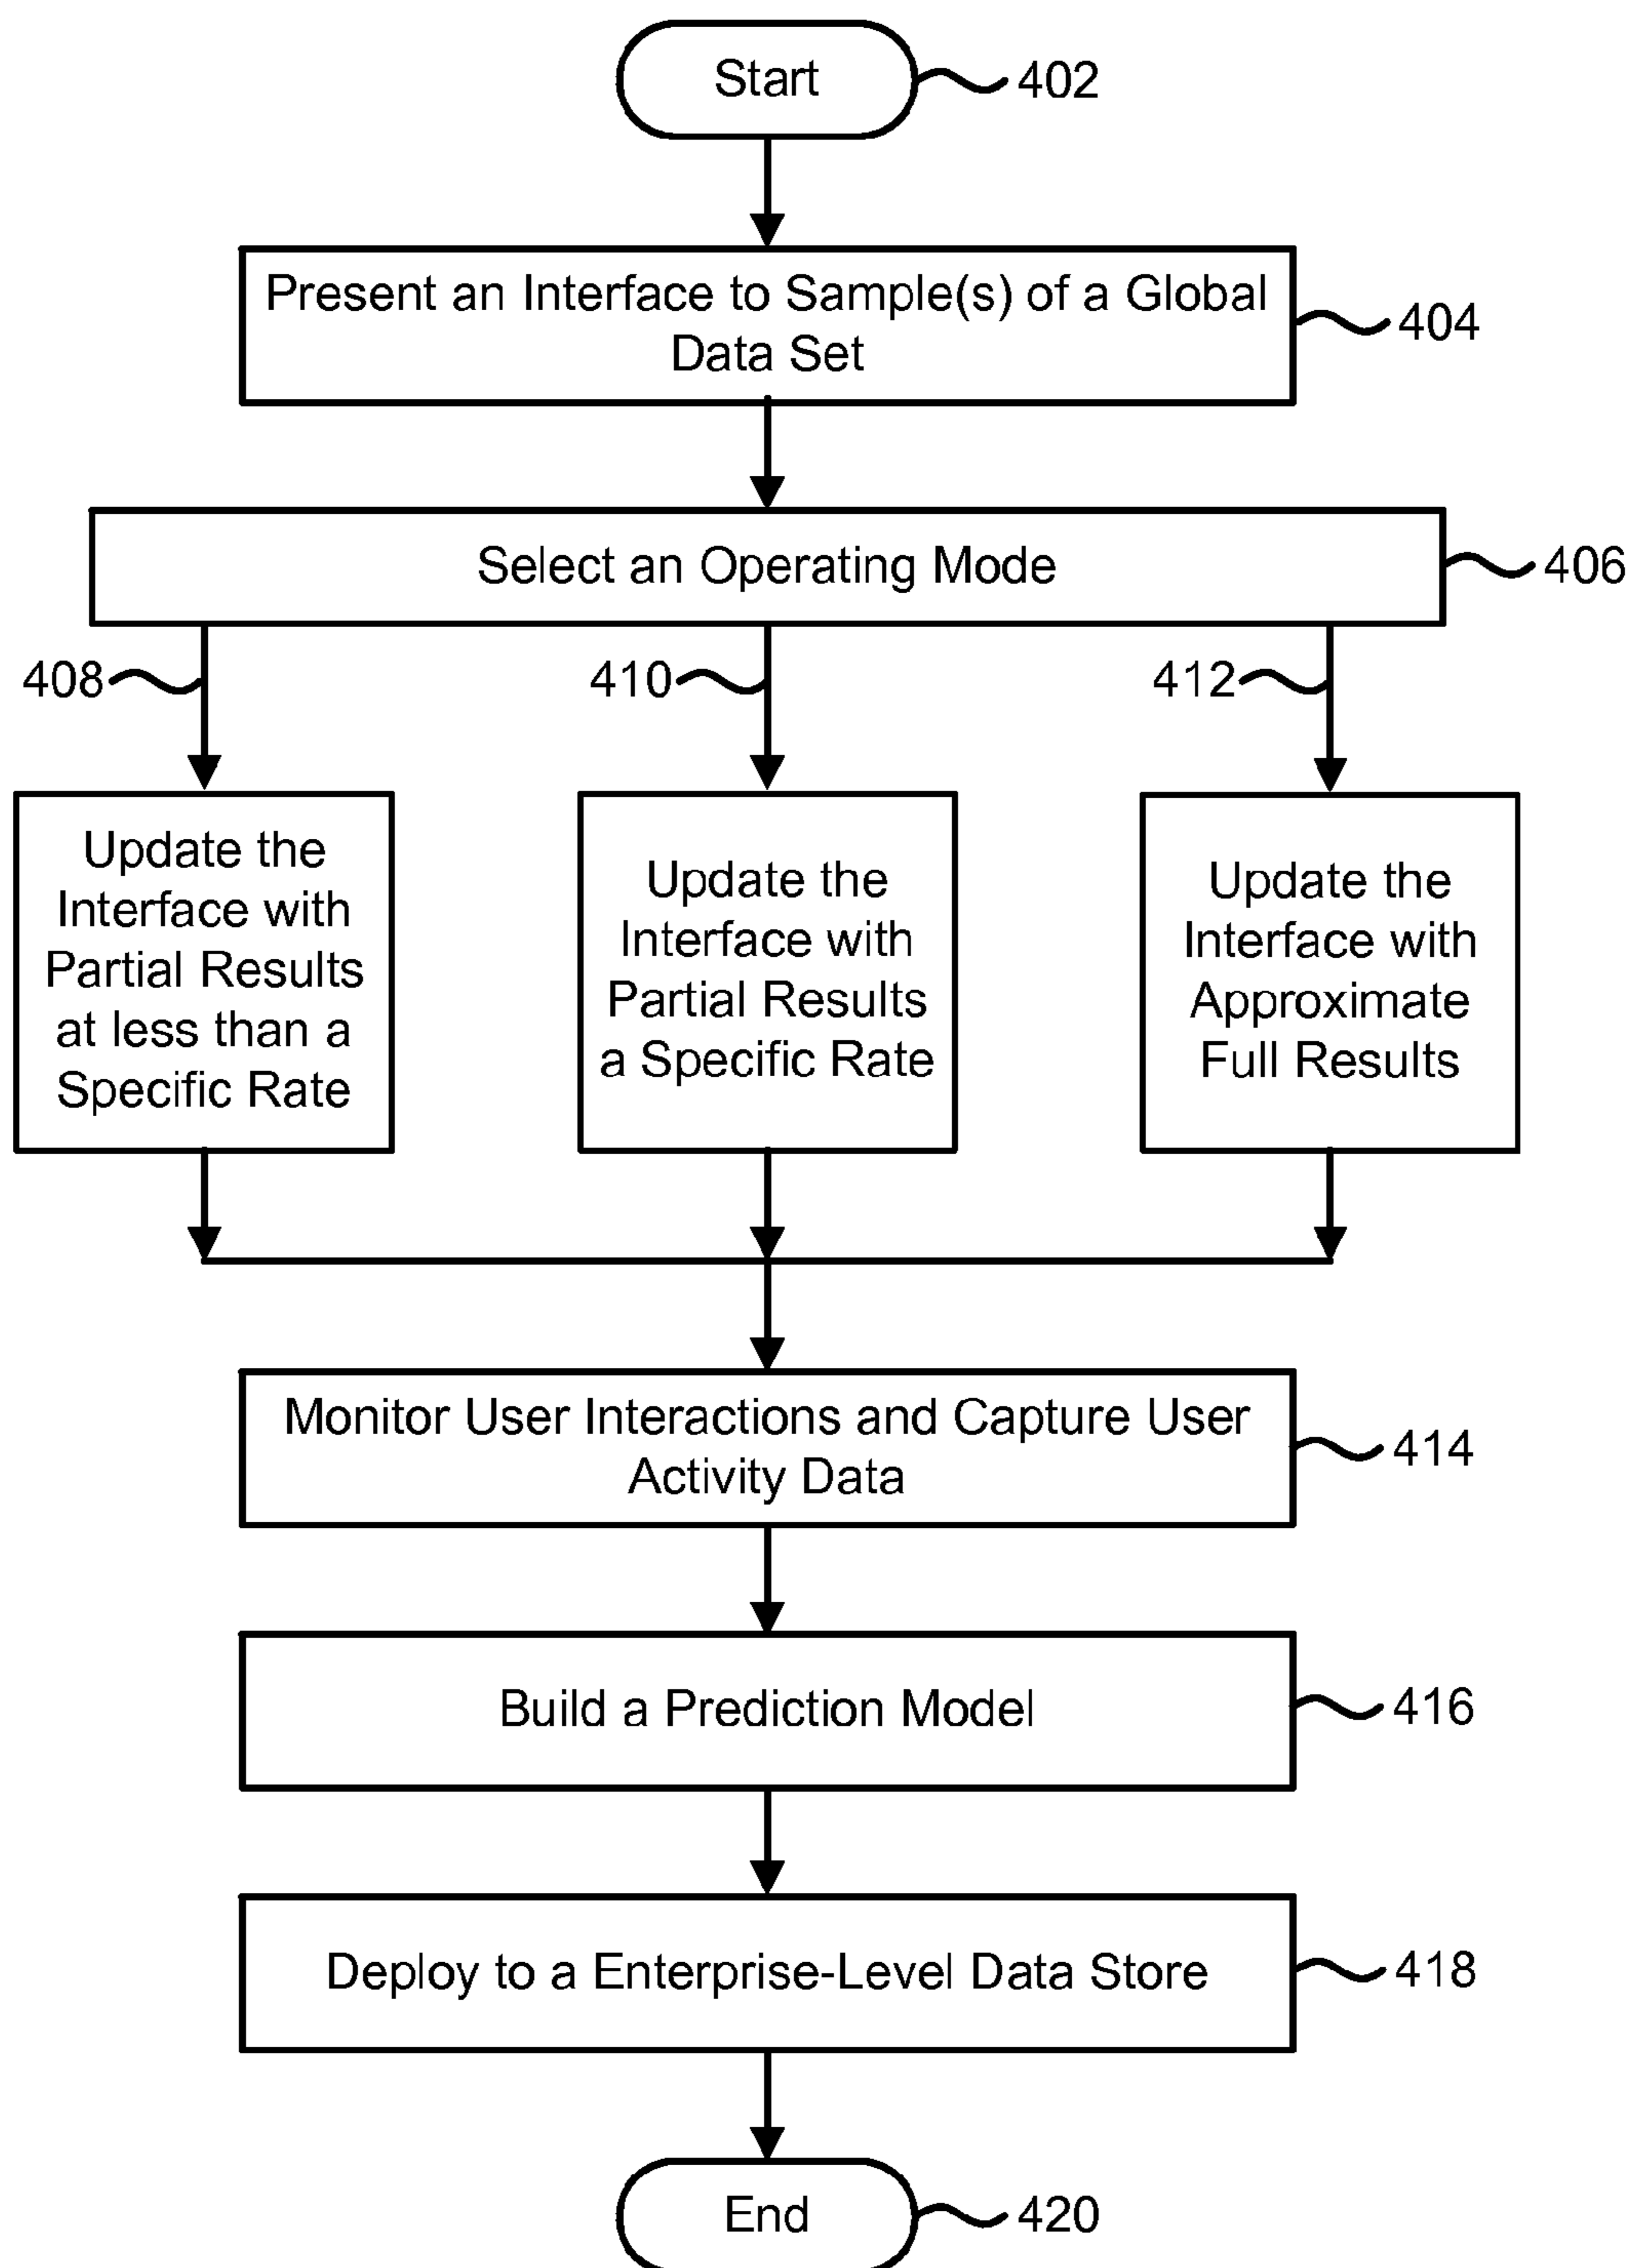 Start
402
Present an Interface to Sample(s) of a Global
Data Set
404
Select an Operating Mode
406
408
410
412
Update the
Interface with
Partial Results
at less than a
Specific Rate
Update the
Interface with
Partial Results
a Specific Rate
Update the
Interface with
Approximate
Full Results
Monitor User Interactions and Capture User
Activity Data
414
Build a Prediction Model
416
Deploy to a Enterprise-Level Data Store
418
End
420